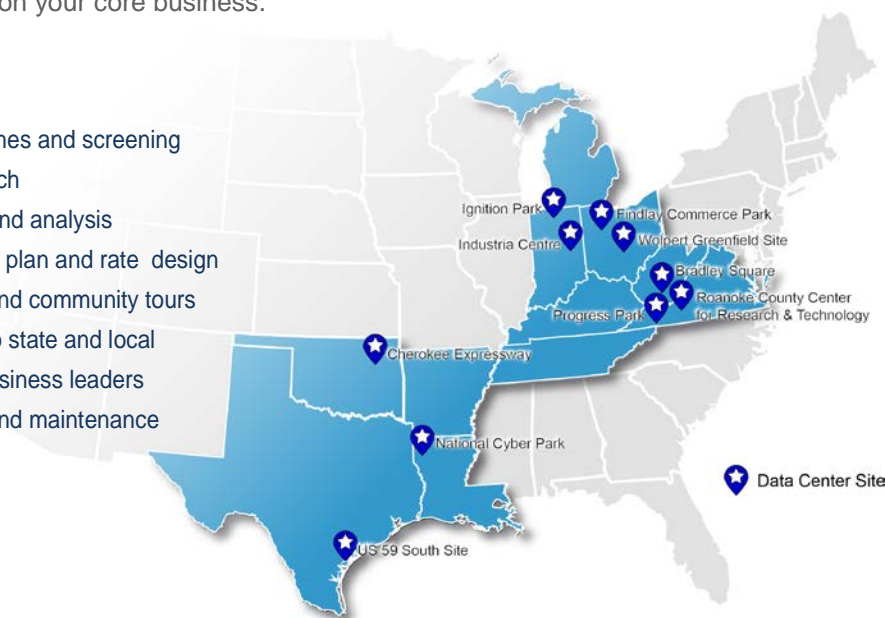 on your core business.
nes and screening
ch
nd analysis
plan and rate design
nd community tours
o state and local
siness leaders
nd maintenance
Ignition Park
Findlay Commerce Park
Industria Centre
Wolpert Greenfield Site
Bradley Square
Roanoke County Center
for Research & Technology
Progress Park
Cherokee Expressway
National Cyber Park
Data Center Site
US 59 South Site